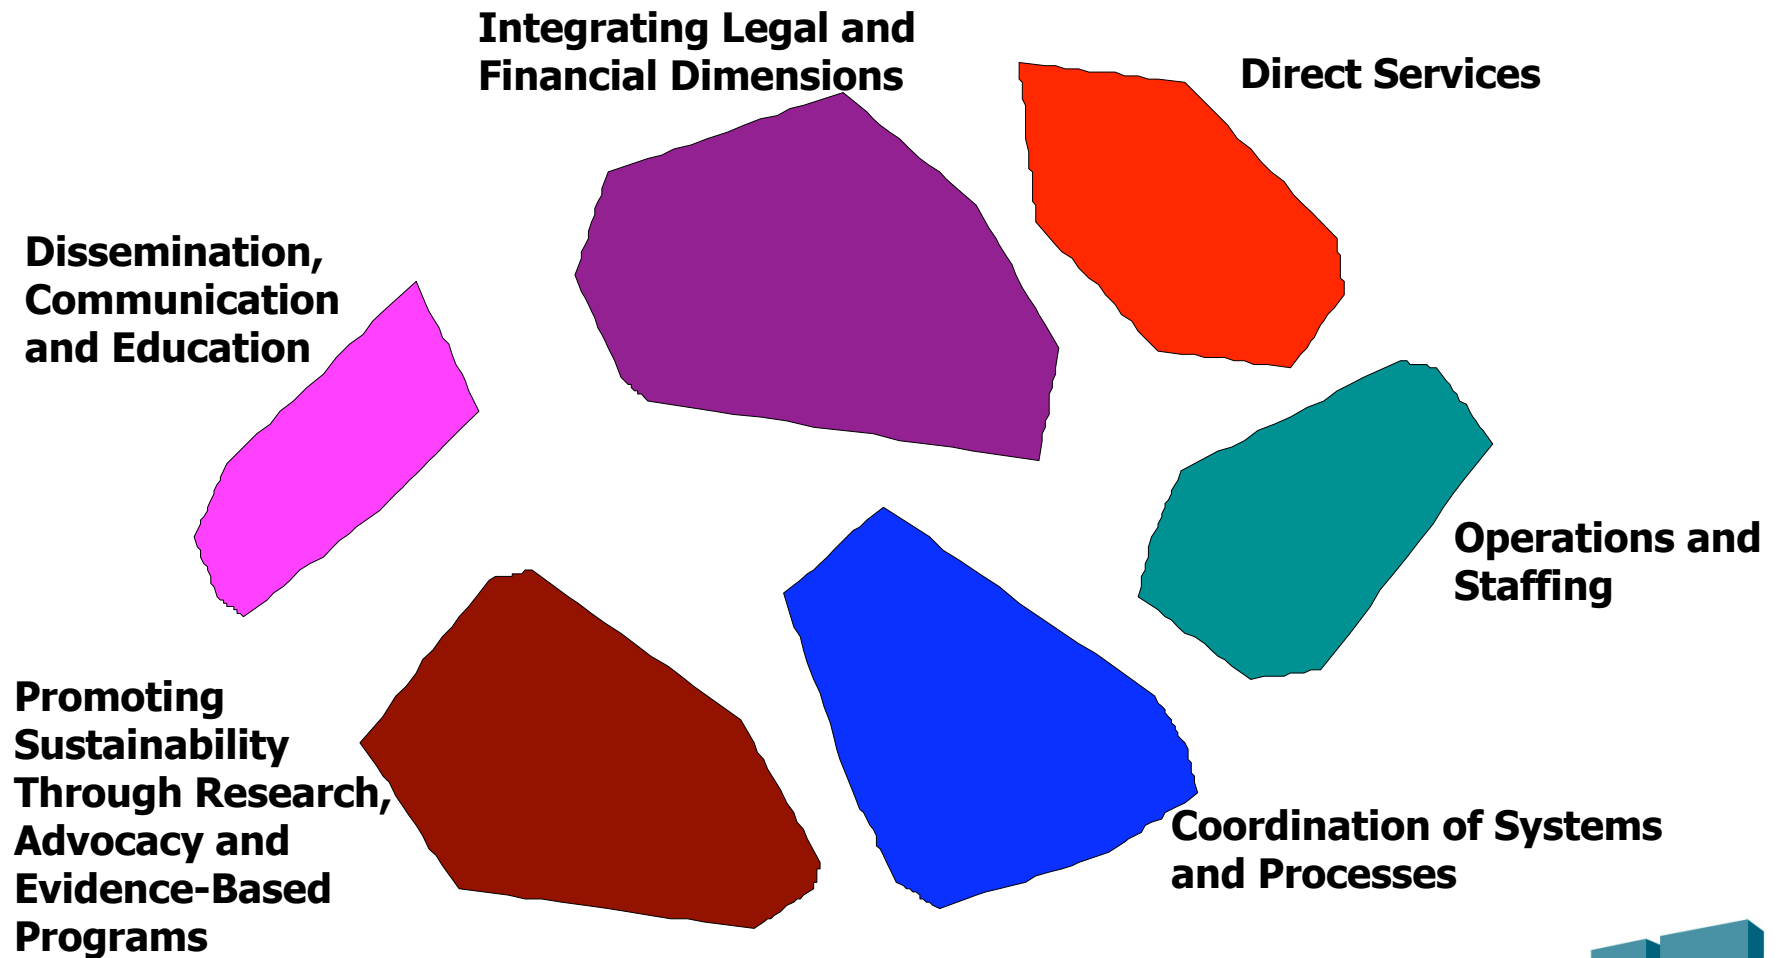 Integrating Legal and
Financial Dimensions
Direct Services
Dissemination,
Communication
and Education
Operations and
Staffing
Promoting
Sustainability
Through Research,
Advocacy and
Evidence-Based
Programs
Coordination of Systems
and Processes